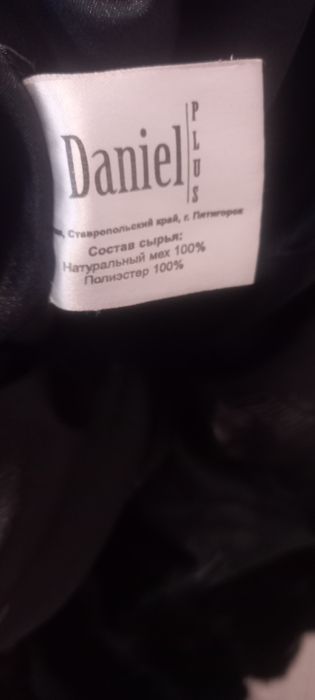 Daniel PLUS
Ставропольский край, г. Пятигорск
Состав сырья:
Натуральный мех 100%
Полиэстер 100%